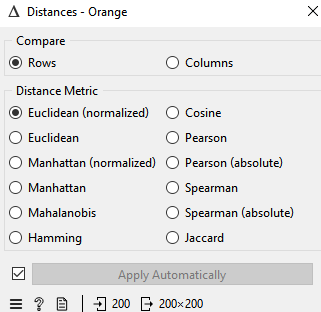 Distances - Orange
Compare
Rows Columns
Distance Metric
Euclidean (normalized) Cosine
Euclidean Pearson
Manhattan (normalized) Pearson (absolute)
Manhattan Spearman
Mahalanobis Spearman (absolute)
Hamming Jaccard
Apply Automatically
? 200 200×200